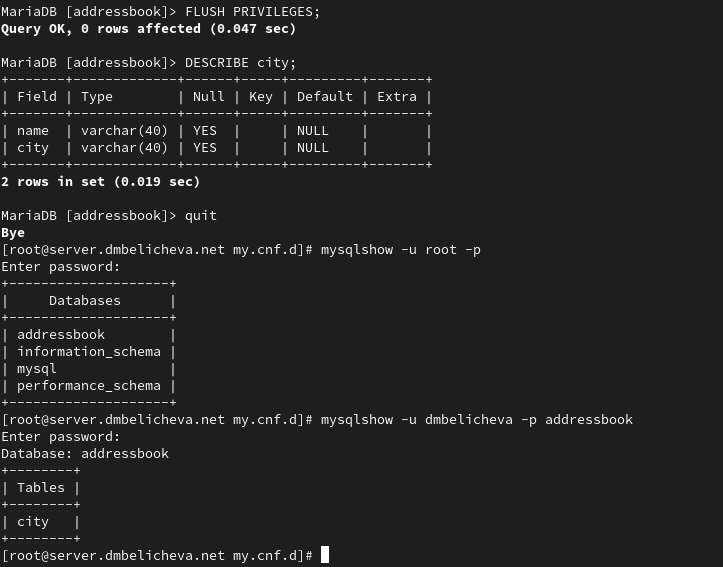 MariaDB [addressbook]> FLUSH PRIVILEGES;
Query OK, 0 rows affected (0.047 sec)

MariaDB [addressbook]> DESCRIBE city;
+-------+-------------+------+-----+---------+-------+
| Field | Type        | Null | Key | Default | Extra |
+-------+-------------+------+-----+---------+-------+
| name  | varchar(40) | YES  |     | NULL    |       |
| city  | varchar(40) | YES  |     | NULL    |       |
+-------+-------------+------+-----+---------+-------+
2 rows in set (0.019 sec)

MariaDB [addressbook]> quit
Bye
[root@server.dmbelicheva.net my.cnf.d]# mysqlshow -u root -p
Enter password:
+--------------------+
|     Databases      |
+--------------------+
| addressbook        |
| information_schema |
| mysql              |
| performance_schema |
+--------------------+
[root@server.dmbelicheva.net my.cnf.d]# mysqlshow -u dmbelicheva -p addressbook
Enter password:
Database: addressbook
+--------+
| Tables |
+--------+
| city   |
+--------+
[root@server.dmbelicheva.net my.cnf.d]#